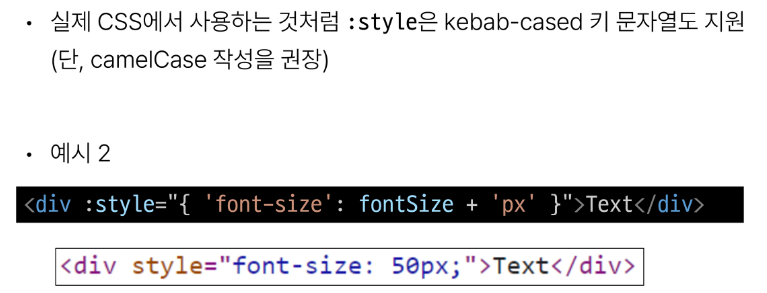 • 실제 CSS에서 사용하는 것처럼 :style은 kebab-cased 키 문자열도 지원
(단, camelCase 작성을 권장)
• 예시 2
<div :style="{ 'font-size': fontSize + 'px' }">Text</div>
<div style="font-size: 50px;">Text</div>